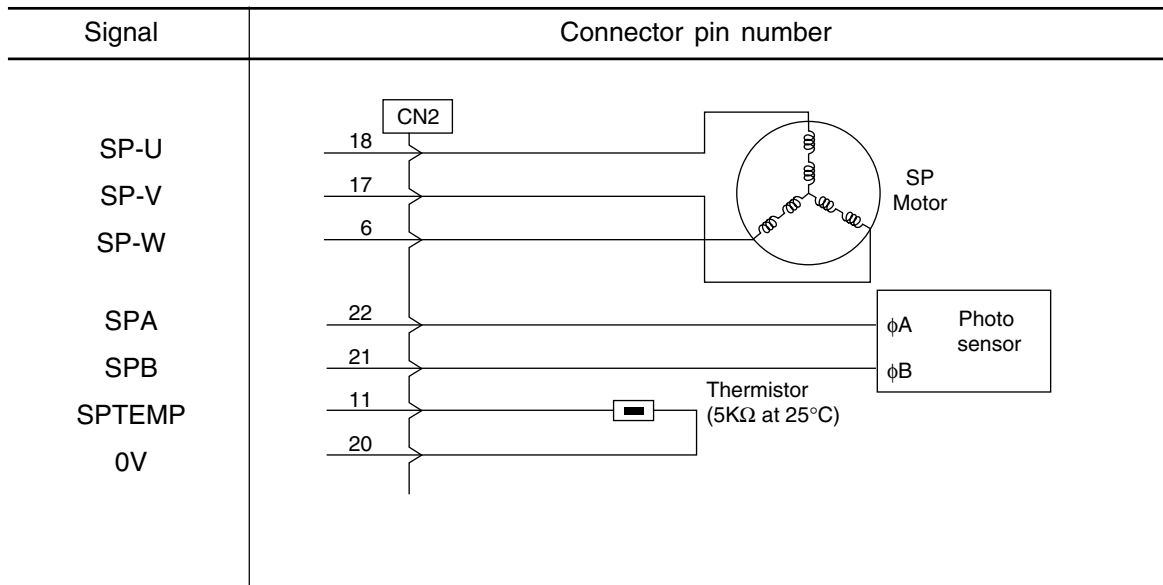 Signal Connector pin number
CN2
SP-U 18
SP-V 17
SP-W 6
SP
Motor
SPA 22
SPB 21
SPTEMP 11
0V 20
φA Photo
sensor
φB
Thermistor
(5KΩ at 25°C)